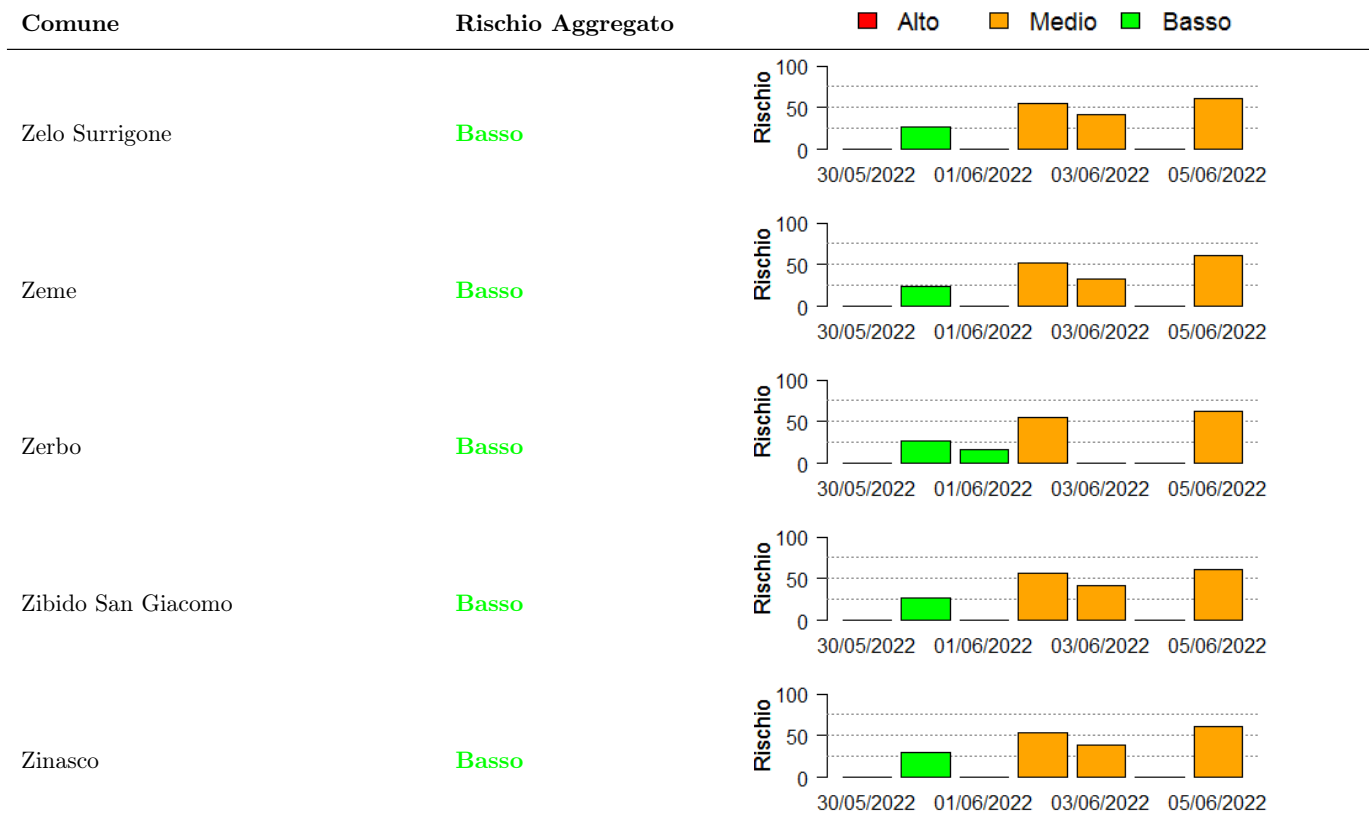 Comune Rischio Aggregato Alto Medio Basso
100
50
0
Rischio
Zelo Surrigone Basso
30/05/2022 01/06/2022 03/06/2022 05/06/2022
100
50
0
Rischio
Zeme Basso
30/05/2022 01/06/2022 03/06/2022 05/06/2022
100
50
0
Rischio
Zerbo Basso
30/05/2022 01/06/2022 03/06/2022 05/06/2022
100
50
0
Rischio
Zibido San Giacomo Basso
30/05/2022 01/06/2022 03/06/2022 05/06/2022
100
50
0
Rischio
Zinasco Basso
30/05/2022 01/06/2022 03/06/2022 05/06/2022